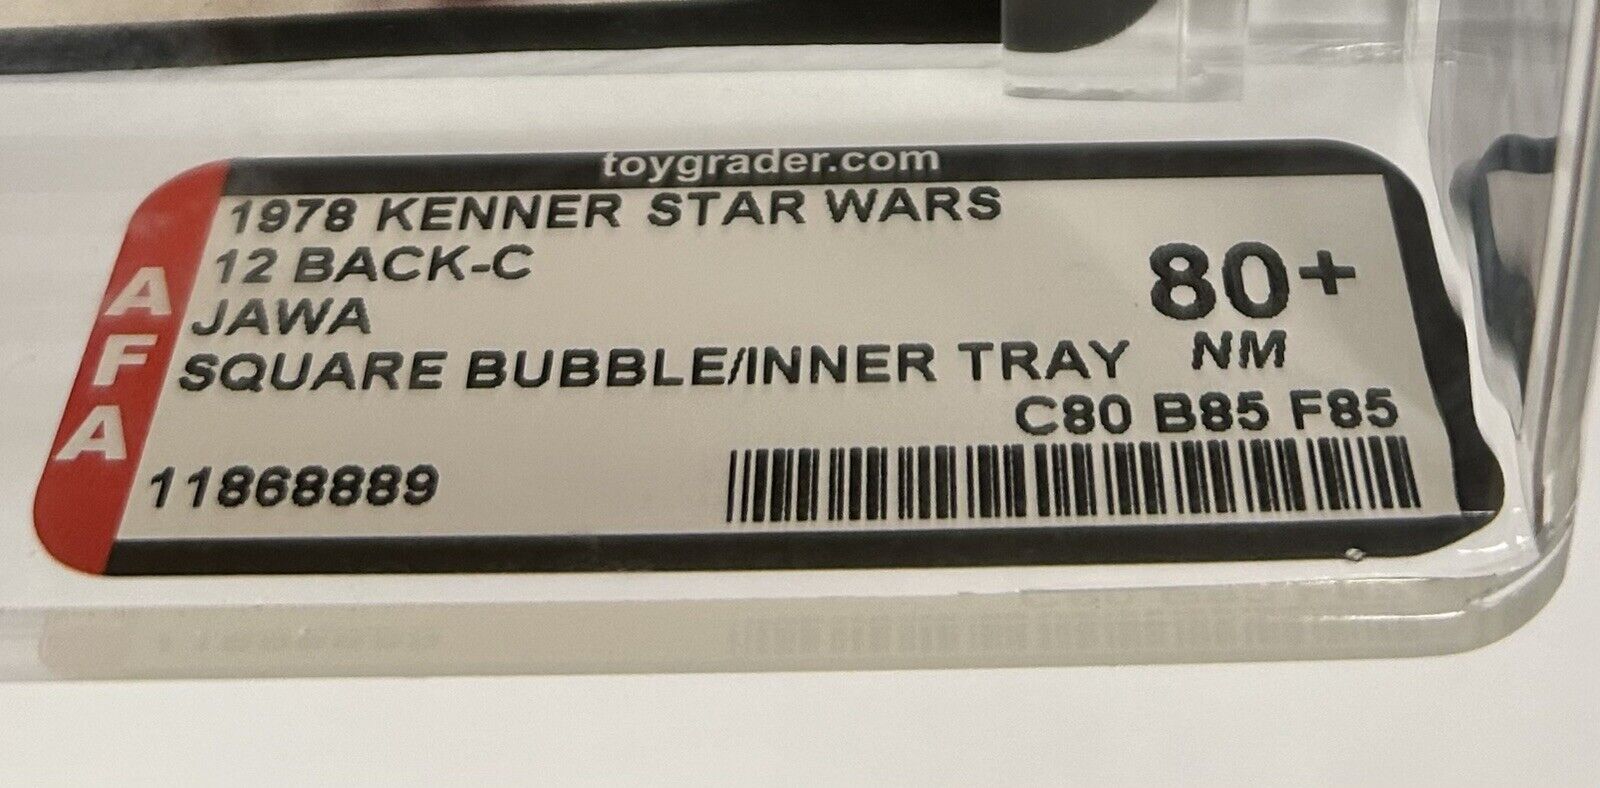 toygrader.com
AFA
1978 KENNER STAR WARS
12 BACK-C
JAWA
SQUARE BUBBLE/INNER TRAY
80+
NM
C80 B85 F85
11868889